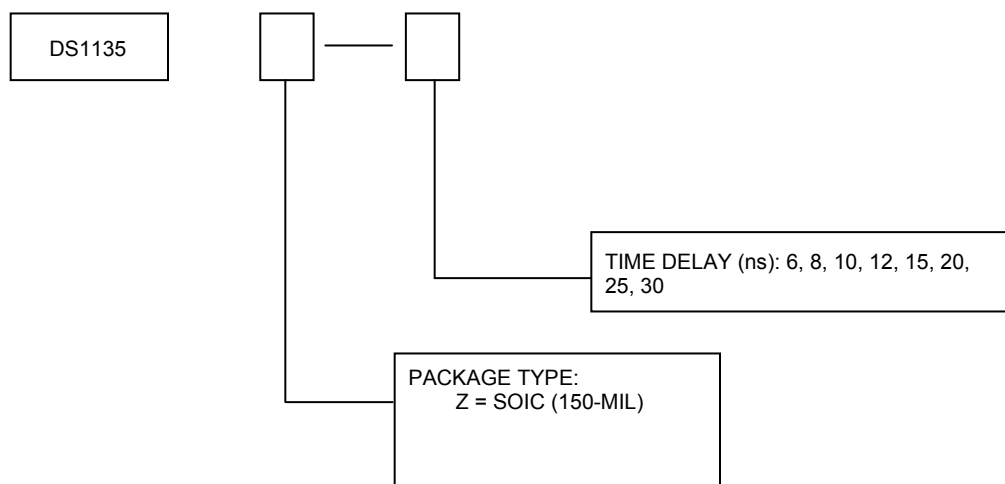 DS1135
TIME DELAY (ns): 6, 8, 10, 12, 15, 20,
25, 30
PACKAGE TYPE:
Z = SOIC (150-MIL)